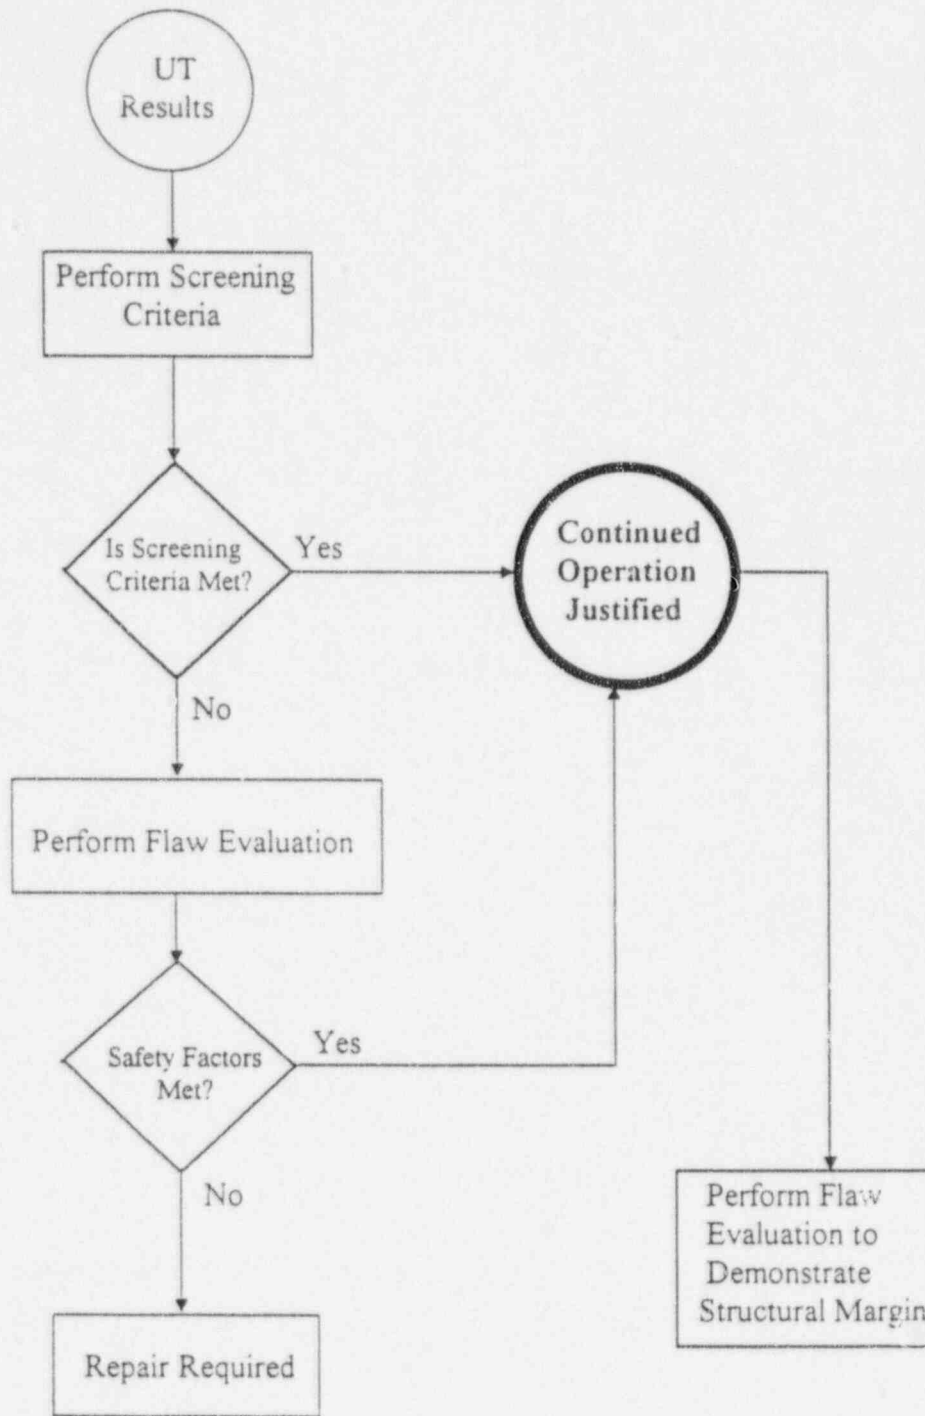 UT
Results
Perform Screening
Criteria
Is Screening
Criteria Met?
Yes
Continued
Operation
Justified
No
Perform Flaw Evaluation
Safety Factors
Met?
Yes
No
Perform Flaw
Evaluation to
Demonstrate
Structural Margin
Repair Required